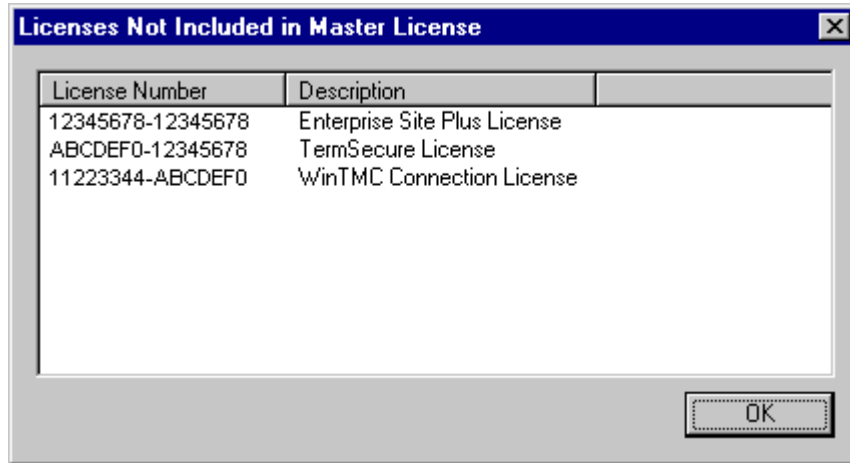 Licenses Not Included in Master License
License Number Description
12345678-12345678 Enterprise Site Plus License
ABCDEF0-12345678 TermSecure License
11223344-ABCDEF0 WinTMC Connection License
OK